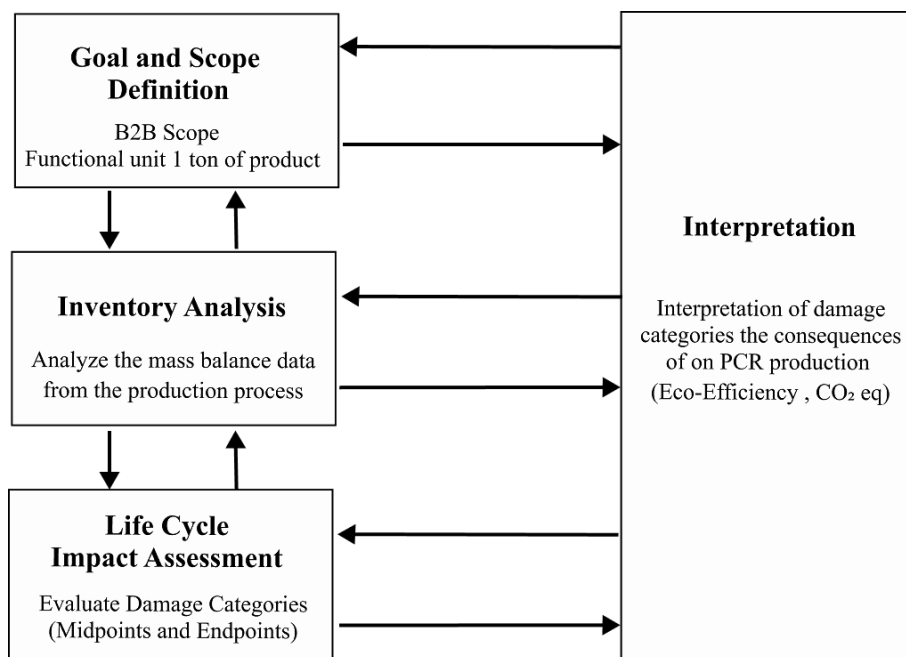 Goal and Scope
Definition
B2B Scope
Functional unit 1 ton of product
Inventory Analysis
Analyze the mass balance data
from the production process
Life Cycle
Impact Assessment
Evaluate Damage Categories
(Midpoints and Endpoints)
Interpretation
Interpretation of damage
categories the consequences
of on PCR production
(Eco-Efficiency , CO₂ eq)